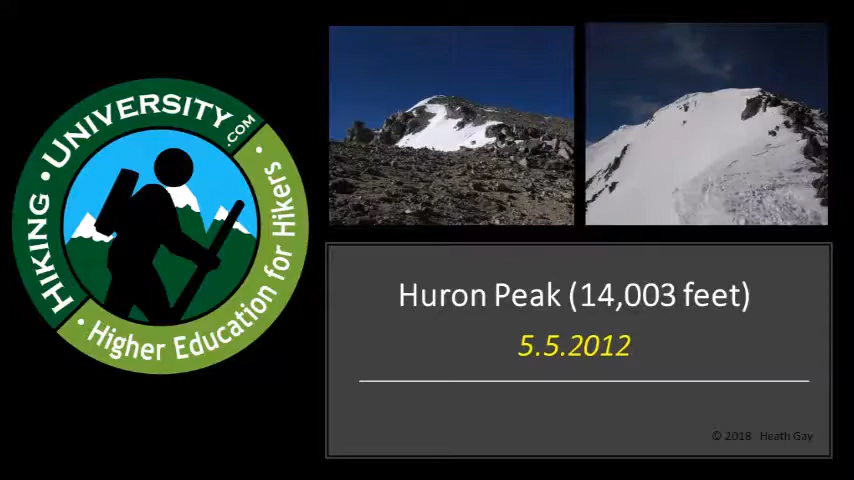 HIKING • UNIVERSITY.COM
• Higher Education for Hikers •
Huron Peak (14,003 feet)
5.5.2012
© 2018 Heath Gay